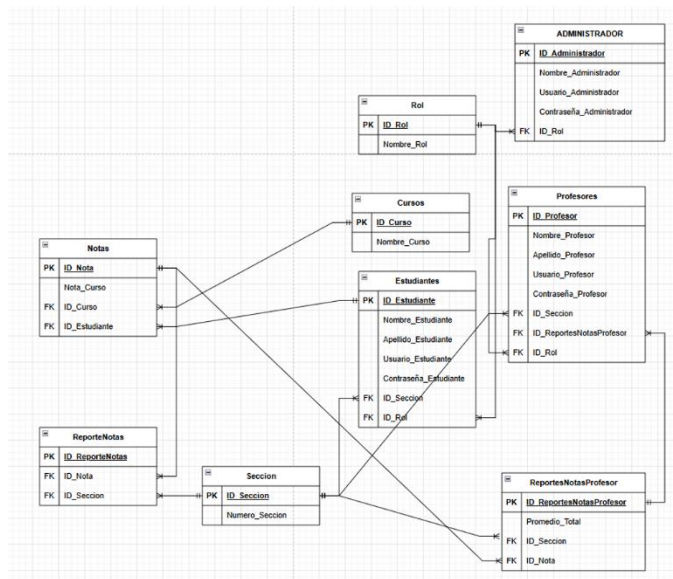 ADMINISTRADOR
PK ID_Administrador
Nombre_Administrador
Usuario_Administrador
Contraseña_Administrador
FK ID_Rol
Rol
PK ID_Rol
Nombre_Rol
Cursos
PK ID_Curso
Nombre_Curso
Profesores
PK ID_Profesor
Nombre_Profesor
Apellido_Profesor
Usuario_Profesor
Contraseña_Profesor
FK ID_Seccion
FK ID_ReportesNotasProfesor
FK ID_Rol
Notas
PK ID_Nota
Nota_Curso
FK ID_Curso
FK ID_Estudiante
Estudiantes
PK ID_Estudiante
Nombre_Estudiante
Apellido_Estudiante
Usuario_Estudiante
Contraseña_Estudiante
FK ID_Seccion
FK ID_Rol
ReporteNotas
PK ID_ReporteNotas
FK ID_Nota
FK ID_Seccion
Seccion
PK ID_Seccion
Numero_Seccion
ReportesNotasProfesor
PK ID_ReportesNotasProfesor
Promedio_Total
FK ID_Seccion
FK ID_Nota